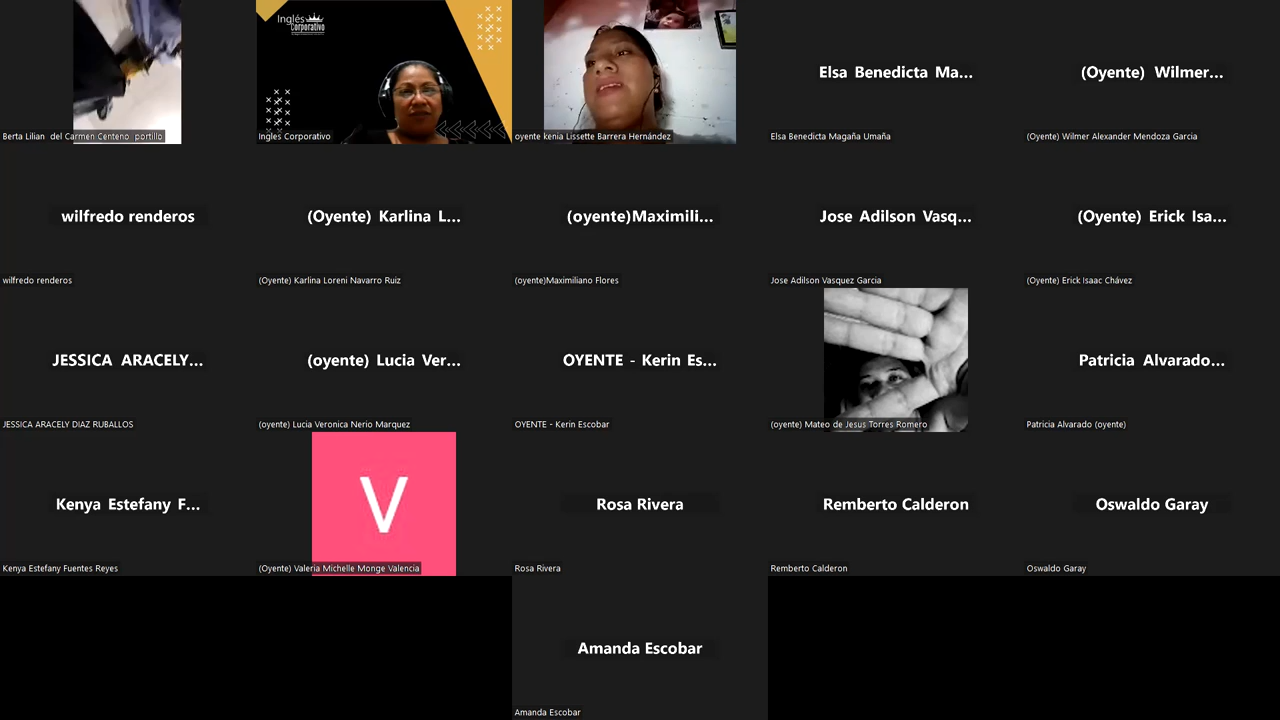 Inglés
Corporativo
Berta Lilian del Carmen Centeno portillo
Ingles Corporativo
oyente kenia Lissette Barrera Hernández
Elsa Benedicta Ma...
Elsa Benedicta Magaña Umaña
(Oyente) Wilmer...
(Oyente) Wilmer Alexander Mendoza Garcia
wilfredo renderos
wilfredo renderos
(Oyente) Karlina L...
(Oyente) Karlina Loreni Navarro Ruiz
(oyente)Maximili...
(oyente)Maximiliano Flores
Jose Adilson Vasq...
Jose Adilson Vasquez Garcia
(Oyente) Erick Isa...
(Oyente) Erick Isaac Chávez
JESSICA ARACELY...
JESSICA ARACELY DIAZ RUBALLOS
(oyente) Lucia Ver...
(oyente) Lucia Veronica Nerio Marquez
OYENTE - Kerin Es...
OYENTE - Kerin Escobar
(oyente) Mateo de Jesus Torres Romero
Patricia Alvarado...
Patricia Alvarado (oyente)
Kenya Estefany F...
Kenya Estefany Fuentes Reyes
V
(Oyente) Valeria Michelle Monge Valencia
Rosa Rivera
Rosa Rivera
Remberto Calderon
Remberto Calderon
Oswaldo Garay
Oswaldo Garay
Amanda Escobar
Amanda Escobar